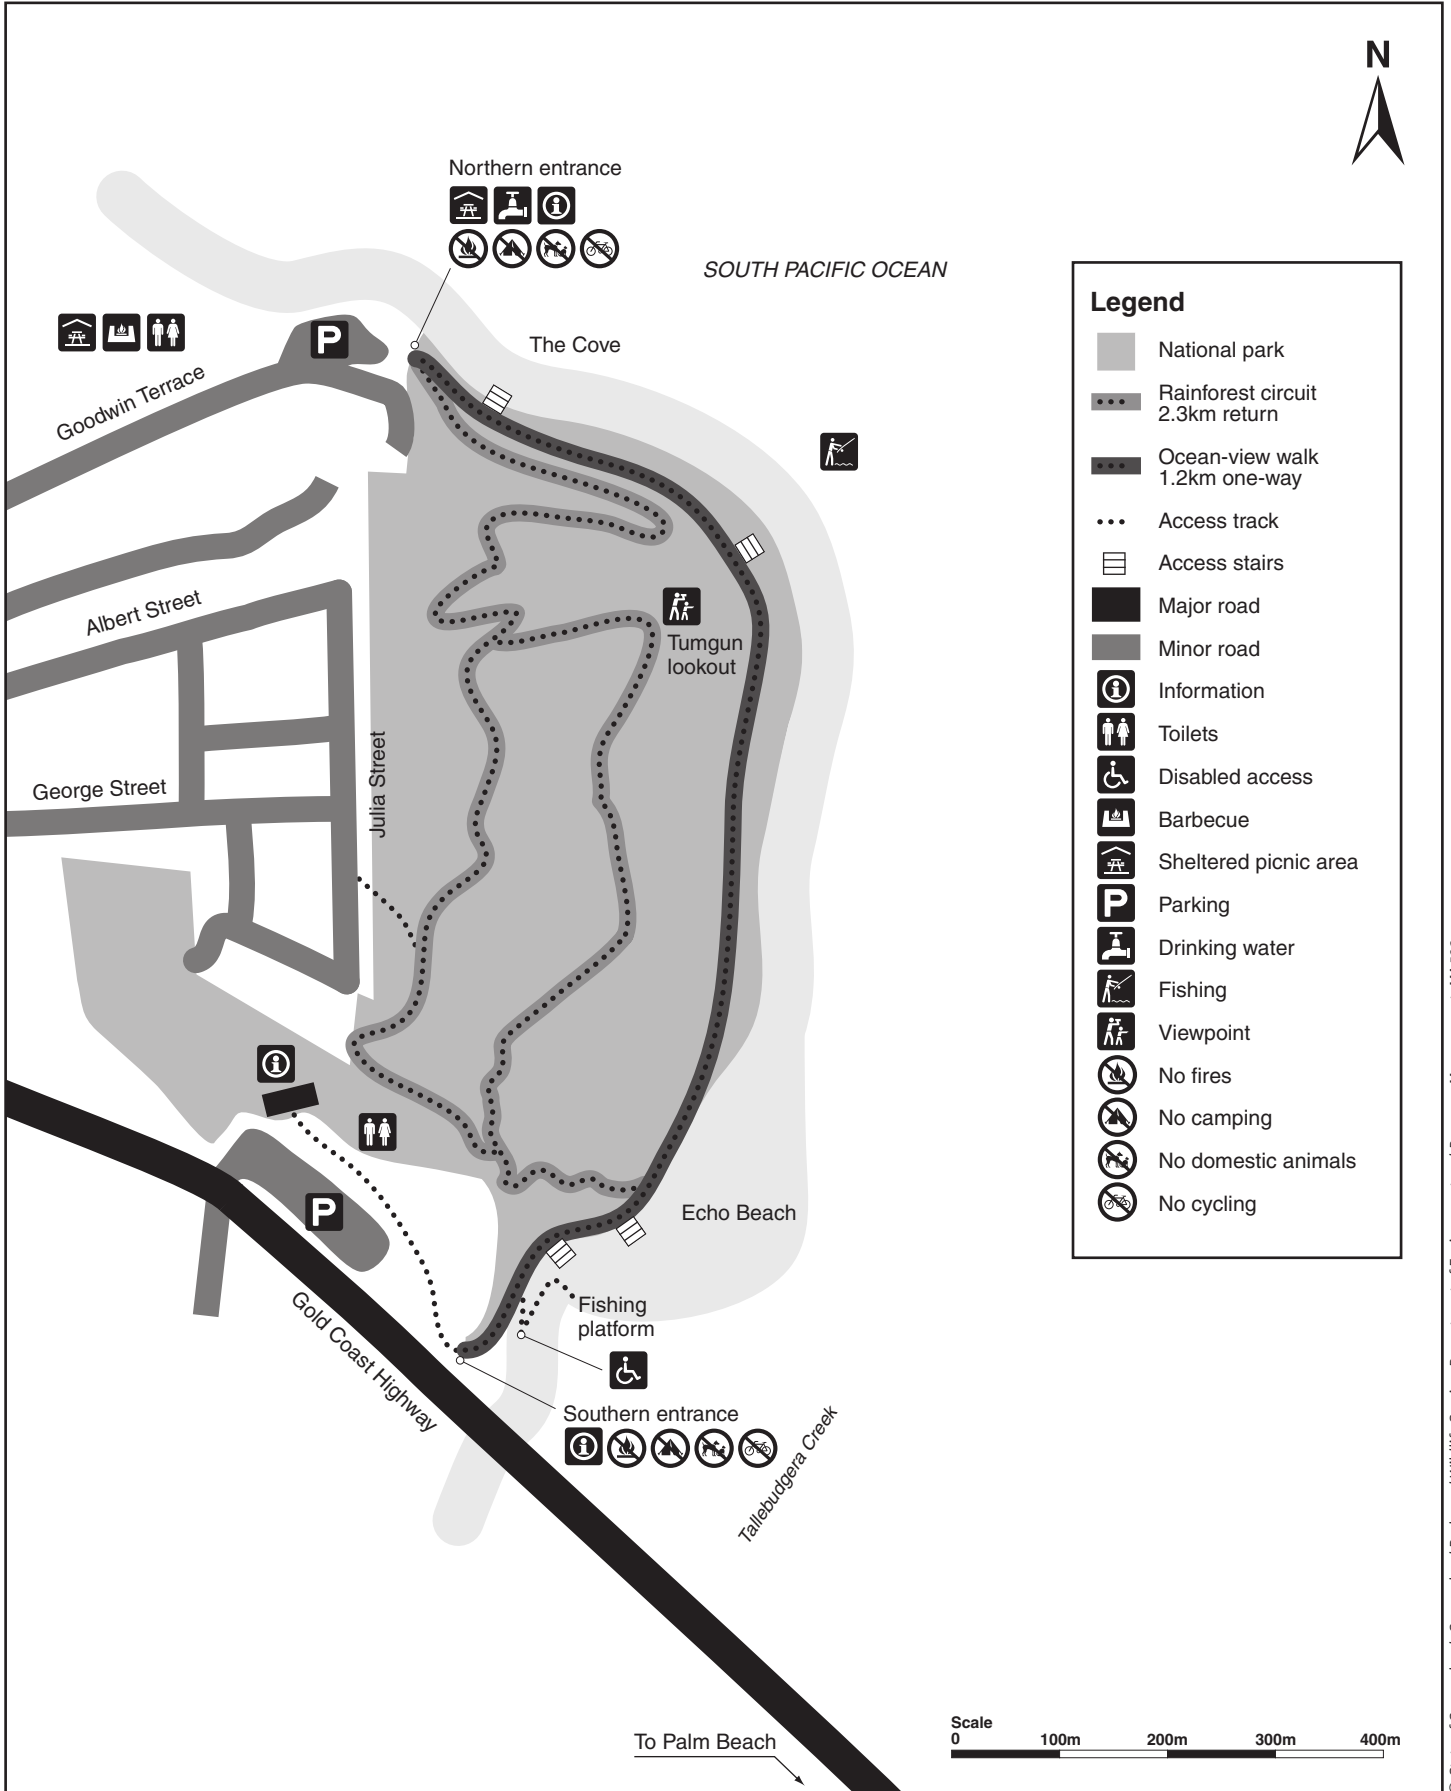 N
Northern entrance
SOUTH PACIFIC OCEAN
The Cove
P
Goodwin Terrace
Albert Street
Tumgun
lookout
Julia Street
George Street
Echo Beach
P
Fishing
platform
Gold Coast Highway
Southern entrance
Tallebudgera Creek
To Palm Beach
Legend
National park
Rainforest circuit
2.3km return
Ocean-view walk
1.2km one-way
Access track
Access stairs
Major road
Minor road
Information
Toilets
Disabled access
Barbecue
Sheltered picnic area
P Parking
Drinking water
Fishing
Viewpoint
No fires
No camping
No domestic animals
No cycling
Scale
0 100m 200m 300m 400m